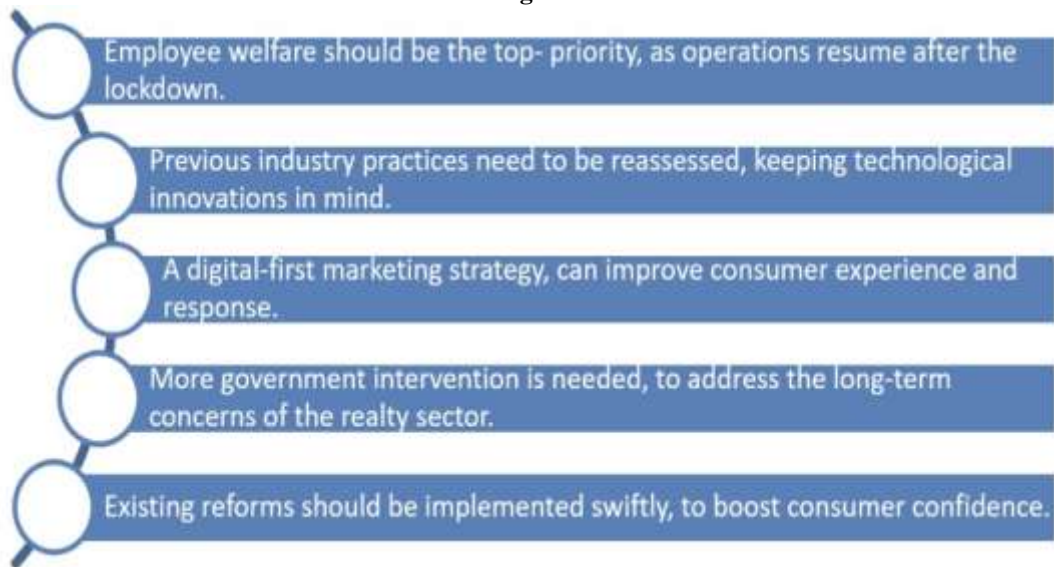 Employee welfare should be the top- priority, as operations resume after the
lockdown.
Previous industry practices need to be reassessed, keeping technological
innovations in mind.
A digital-first marketing strategy, can improve consumer experience and
response.
More government intervention is needed, to address the long-term
concerns of the realty sector.
Existing reforms should be implemented swiftly, to boost consumer confidence.